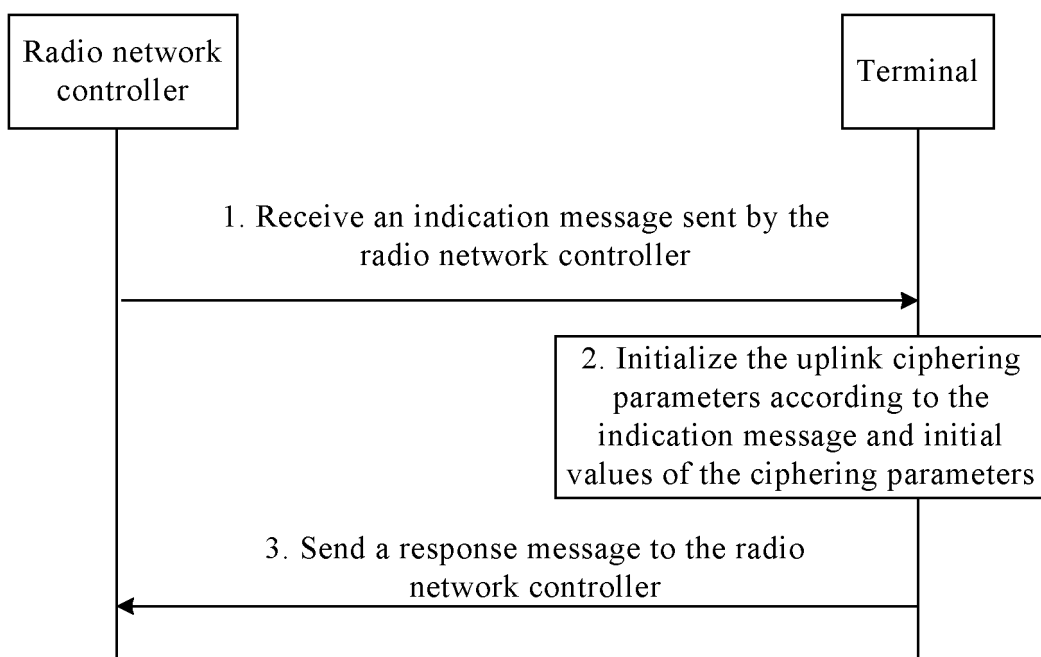 Radio network
controller
Terminal
1. Receive an indication message sent by the
radio network controller
2. Initialize the uplink ciphering
parameters according to the
indication message and initial
values of the ciphering parameters
3. Send a response message to the radio
network controller